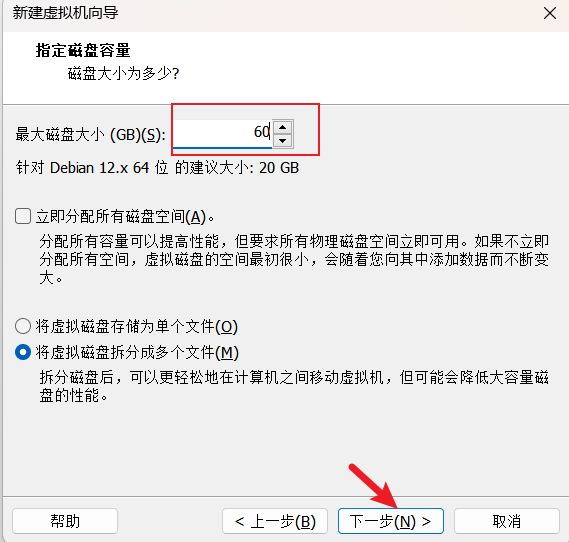 新建虚拟机向导
指定磁盘容量
磁盘大小为多少?
最大磁盘大小 (GB)(S): 60
针对 Debian 12.x 64 位 的建议大小: 20 GB
立即分配所有磁盘空间(A)。
分配所有容量可以提高性能，但要求所有物理磁盘空间立即可用。如果不立即
分配所有空间，虚拟磁盘的空间最初很小，会随着您向其中添加数据而不断变
大。
将虚拟磁盘存储为单个文件(O)
将虚拟磁盘拆分成多个文件(M)
拆分磁盘后，可以更轻松地在计算机之间移动虚拟机，但可能会降低大容量磁
盘的性能。
帮助 < 上一步(B) 下一步(N) > 取消